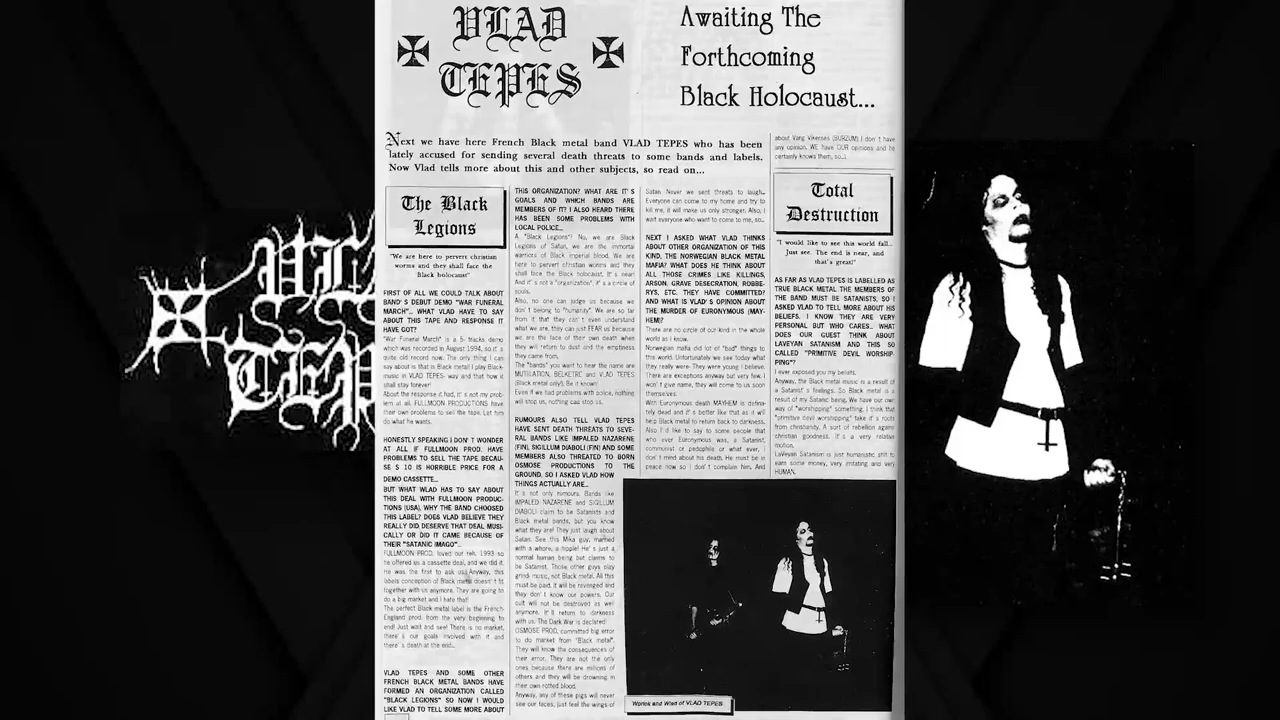 VLAD
TEPES
Awaiting The
Forthcoming
Black Holocaust...
Next we have here French Black metal band VLAD TEPES who has been
lately accused for sending several death threats to some bands and labels.
Now Vlad tells more about this and other subjects, so read on...
The Black
Legions
"We are here to pervert christian
worms and they shall face the
Black holocaust"
FIRST OF ALL WE COULD TALK ABOUT
BAND'S DEBUT DEMO "WAR FUNERAL
MARCH"... WHAT VLAD HAVE TO SAY
ABOUT THIS TAPE AND RESPONSE IT
HAVE GOT?
"War Funeral March" is a 5- tracks demo
which was recorded in August 1994, so it's
quite old record now. The only thing I can
say about is that is Black metal I play Black-
music in VLAD TEPES- way and that how it
shall stay forever!
About the response it had, it's not my prob-
lem at all. FULLMOON PRODUCTIONS have
their own problems to sell the tape. Let him
do what he wants.
HONESTLY SPEAKING I DON'T WONDER
AT ALL IF FULLMOON PROD. HAVE
PROBLEMS TO SELL THE TAPE BECAU-
SE $ 10 IS HORRIBLE PRICE FOR A
DEMO CASSETTE...
BUT WHAT WLAD HAS TO SAY ABOUT
THIS DEAL WITH FULLMOON PRODUC-
TIONS (USA), WHY THE BAND CHOOSED
THIS LABEL? DOES VLAD BELIEVE THEY
REALLY DID DESERVE THAT DEAL MUSI-
CALLY OR DID IT CAME BECAUSE OF
THEIR "SATANIC IMAGO"...
FULLMOON PROD. loved our reh. 1993 so
he offered us a cassette deal, and we did it.
He was the first to ask us. Anyway, this
labels conception of Black metal doesn't fit
together with us anymore. They are going to
do a big market and I hate that!
The perfect Black metal label is the French-
England prod. from the very beginning to
end! Just wait and see! There is no market,
there's our goals involved with it and
there's death at the end...
VLAD TEPES AND SOME OTHER
FRENCH BLACK METAL BANDS HAVE
FORMED AN ORGANIZATION CALLED
"BLACK LEGIONS" SO NOW I WOULD
LIKE VLAD TO TELL SOME MORE ABOUT
THIS ORGANIZATION? WHAT ARE IT'S
GOALS AND WHICH BANDS ARE
MEMBERS OF IT? I ALSO HEARD THERE
HAS BEEN SOME PROBLEMS WITH
LOCAL POLICE...
A "Black Legions"? No, we are Black
Legions of Satan, we are the immortal
warriors of Black imperial blood. We are
here to pervert christian worms and they
shall face the Black holocaust. It's near!
And it's not a "organization", it's a circle of
souls.
Also, no one can judge us because we
don't belong to "humanity". We are so far
from it that they can't even understand
what we are, they can just FEAR us because
we are the face of their own death when
they will return to dust and the emptiness
they came from.
The "bands" you want to hear the name are
MUTILATION, BELKETRE and VLAD TEPES
(Black metal only). Be it known!
Even if we had problems with police, nothing
will stop us, nothing can stop us.
RUMOURS ALSO TELL VLAD TEPES
HAVE SENT DEATH THREATS TO SEVE-
RAL BANDS LIKE IMPALED NAZARENE
(FIN) SIGILLUM DIABOLI (FIN) AND SOME
MEMBERS ALSO THREATED TO BORN
OSMOSE PRODUCTIONS TO THE
GROUND, SO I ASKED VLAD HOW
THINGS ACTUALLY ARE...
It's not only rumours. Bands like
IMPALED NAZARENE and SIGILLUM
DIABOLI claim to be Satanists and
Black metal bands, but you know
what they are! They just laugh about
Satan. See this Mika guy, married
with a whore, a hippie! He's just a
normal human being but claims to
be Satanist. Those other guys play
grind music, not Black metal. All this
must be paid, it will be revenged and
they don't know our powers. Our
cult will not be destroyed as well
anymore. It'll return to darkness
with us. The Dark War is declared!
OSMOSE PROD. committed big error
to do market from "Black metal".
They will know the consequences of
their error. They are not the only
ones because there are milions of
others and they will be drowning in
their own rotted blood.
Anyway, any of these pigs will never
see our faces, just feel the wings of
Satan. Never we sent threats to laugh...
Everyone can come to my home and try to
kill me, it will make us only stronger. Also, I
wait everyone who want to come to me, so..
NEXT I ASKED WHAT VLAD THINKS
ABOUT OTHER ORGANIZATION OF THIS
KIND, THE NORWEGIAN BLACK METAL
MAFIA? WHAT DOES HE THINK ABOUT
ALL THOSE CRIMES LIKE KILLINGS,
ARSON, GRAVE DESECRATION, ROBBE-
RYS, ETC. THEY HAVE COMMITTED?
AND WHAT IS VLAD'S OPINION ABOUT
THE MURDER OF EURONYMOUS (MAY-
HEM)?
There are no circle of our kind in the whole
world as I know.
Norwegian mafia did lot of "bad" things to
this world. Unfortunately we see today what
they really were: They were young I believe.
There are exceptions anyway but very few. I
won't give name, they will come to us soon
themselves.
With Euronymous death MAYHEM is defina-
tely dead and it's better like that as it will
help Black metal to return back to darkness.
Also I'd like to say to some people that
who ever Euronymous was, a Satanist,
communist or pedophile or what ever, I
don't mind about his death. He must be in
peace now so I don't complain him. And
about Varg Vikernes (BURZUM) I don't have
any opinion. WE have OUR opinions and he
certainly knows them, so..
Total
Destruction
"I would like to see this world fall...
Just see. The end is near, and
that's great!"
AS FAR AS VLAD TEPES IS LABELLED AS
TRUE BLACK METAL THE MEMBERS OF
THE BAND MUST BE SATANISTS, SO I
ASKED VLAD TO TELL MORE ABOUT HIS
BELIEFS. I KNOW THEY ARE VERY
PERSONAL BUT WHO CARES... WHAT
DOES OUR GUEST THINK ABOUT
LAVEYAN SATANISM AND THIS SO
CALLED "PRIMITIVE DEVIL WORSHIP-
PING"?
I ever exposed you my beliefs.
Anyway, the Black metal music is a result of
a Satanist's feelings. So Black metal is a
result of my Satanic being. We have our own
way of "worshipping" something. I think that
"primitive devil worshipping" take it's roots
from christianity. A sort of rebellion against
christian goodness. It's a very relative
motion.
LaVeyan Satanism is just humanistic shit to
earn some money, very irritating and very
HUMAN.
Worlok and Wlad of VLAD TEPES.